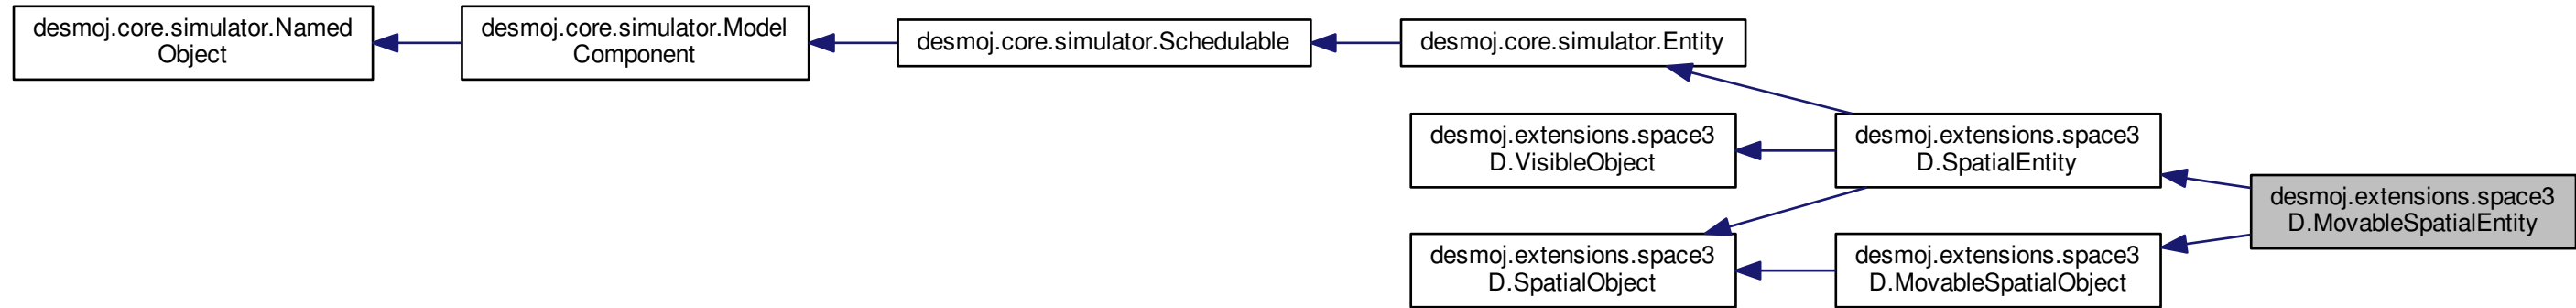 desmoj.core.simulator.Named
Object
desmoj.core.simulator.Model
Component
desmoj.core.simulator.Schedulable
desmoj.core.simulator.Entity
desmoj.extensions.space3
D.VisibleObject
desmoj.extensions.space3
D.SpatialEntity
desmoj.extensions.space3
D.SpatialObject
desmoj.extensions.space3
D.MovableSpatialObject
desmoj.extensions.space3
D.MovableSpatialEntity